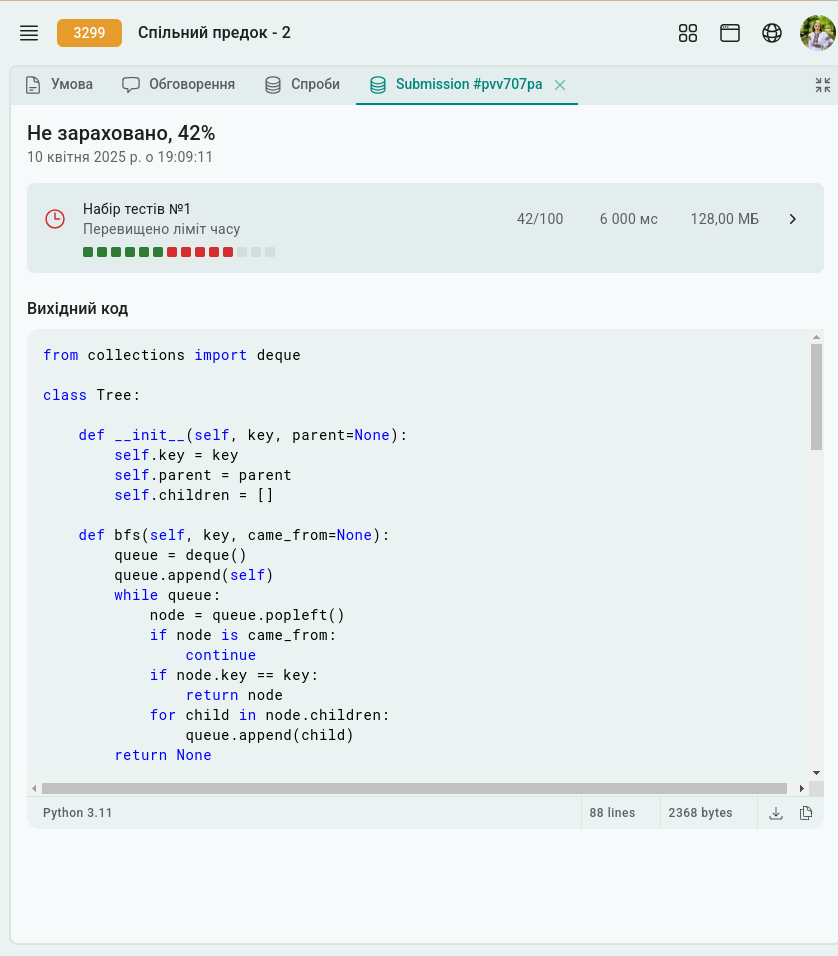 3299 Спільний предок - 2
Умова Обговорення Спроби Submission #pvv707pa
Не зараховано, 42%
10 квітня 2025 р. о 19:09:11
Набір тестів №1
Перевищено ліміт часу
42/100 6 000 мс 128,00 МБ
Вихідний код
from collections import deque
class Tree:
    def __init__(self, key, parent=None):
        self.key = key
        self.parent = parent
        self.children = []
    def bfs(self, key, came_from=None):
        queue = deque()
        queue.append(self)
        while queue:
            node = queue.popleft()
            if node is came_from:
                continue
            if node.key == key:
                return node
            for child in node.children:
                queue.append(child)
        return None
Python 3.11 88 lines 2368 bytes